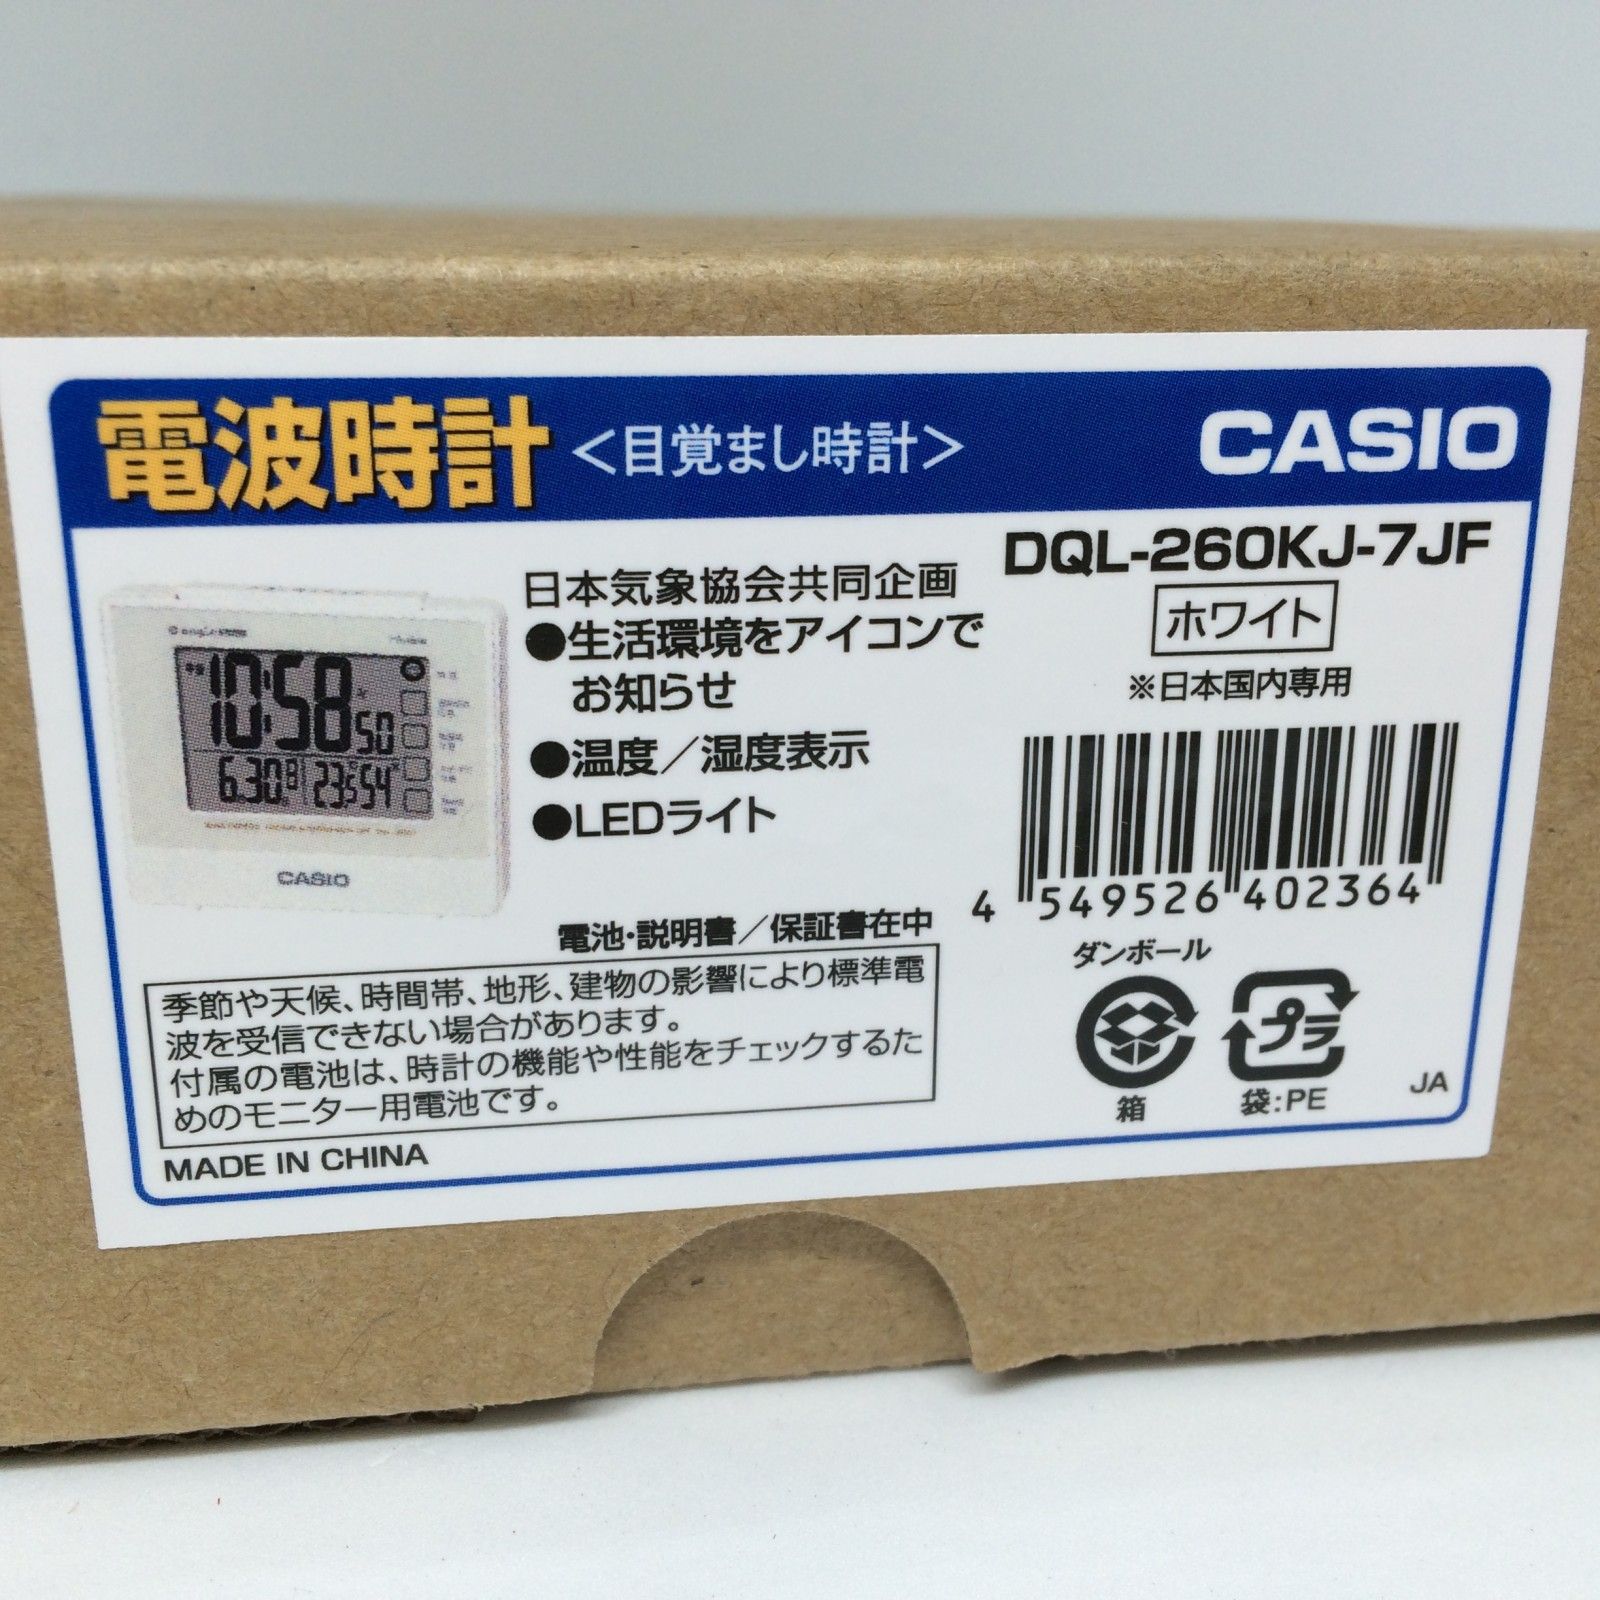 電波時計 <目覚まし時計> CASIO
DQL-260KJ-7JF
ホワイト
※日本国内専用
日本気象協会共同企画
●生活環境をアイコンで
お知らせ
●温度／湿度表示
●LEDライト
10:58 50
6.30 23.5 54
CASIO
4 549526 402364
電池・説明書／保証書在中
季節や天候、時間帯、地形、建物の影響により標準電
波を受信できない場合があります。
付属の電池は、時計の機能や性能をチェックするた
めのモニター用電池です。
MADE IN CHINA
ダンボール
箱
プラ
袋:PE
JA